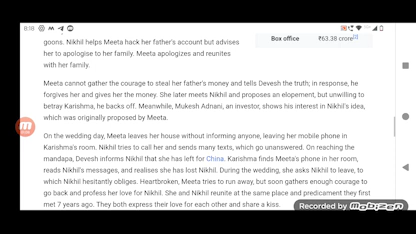 8:18
goons. Nikhil helps Meeta hack her father's account but advises
her to apologise to her family. Meeta apologizes and reunites
with her family.
Box office ₹63.38 crore[2]
Meeta cannot gather the courage to steal her father's money and tells Devesh the truth; in response, he
forgives her and gives her the money. She later meets Nikhil and proposes an elopement, but unwilling to
betray Karishma, he backs off. Meanwhile, Mukesh Adnani, an investor, shows his interest in Nikhil's idea,
which was originally proposed by Meeta.
On the wedding day, Meeta leaves her house without informing anyone, leaving her mobile phone in
Karishma's room. Nikhil tries to call her and sends many texts, which go unanswered. On reaching the
mandapa, Devesh informs Nikhil that she has left for China. Karishma finds Meeta's phone in her room,
reads Nikhil's messages, and realises she has lost Nikhil. During the wedding, she asks Nikhil to leave, to
which Nikhil hesitantly obliges. Heartbroken, Meeta tries to run away, but soon gathers enough courage to
go back and profess her love for Nikhil. She and Nikhil reunite at the same place and predicament they first
met 7 years ago. They both express their love for each other and share a kiss.
Recorded by Mobizen